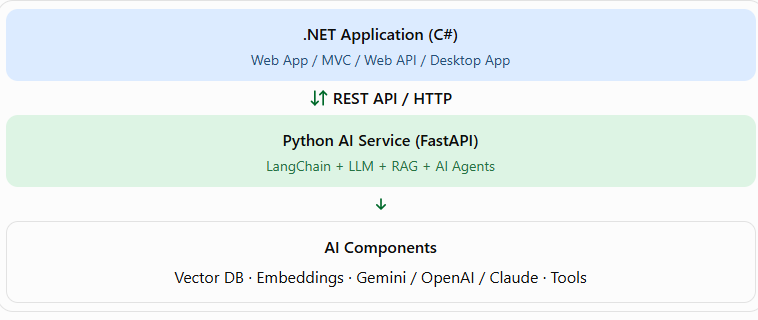 .NET Application (C#)
Web App / MVC / Web API / Desktop App
REST API / HTTP
Python AI Service (FastAPI)
LangChain + LLM + RAG + AI Agents
AI Components
Vector DB · Embeddings · Gemini / OpenAI / Claude · Tools